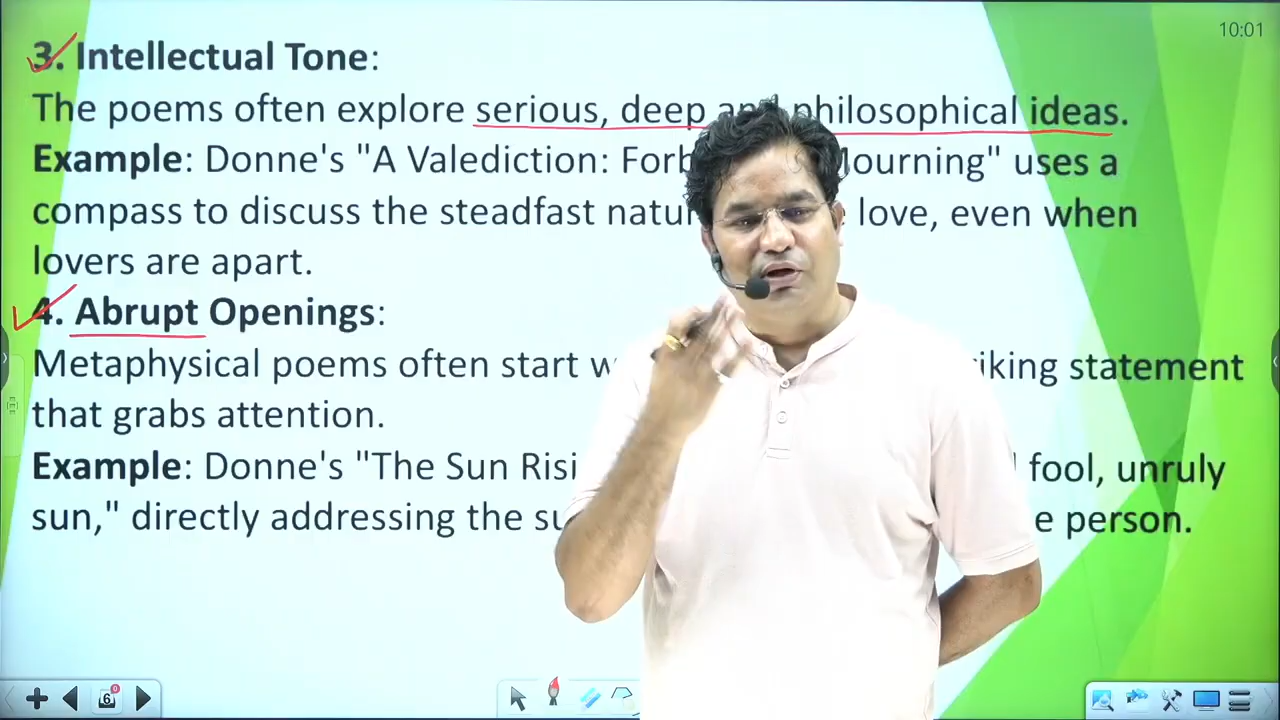 10:01
3. Intellectual Tone:
The poems often explore serious, deep and philosophical ideas.
Example: Donne's "A Valediction: Forb Mourning" uses a
compass to discuss the steadfast natu love, even when
lovers are apart.
4. Abrupt Openings:
Metaphysical poems often start w iking statement
that grabs attention.
Example: Donne's "The Sun Risi fool, unruly
sun," directly addressing the su e person.
6